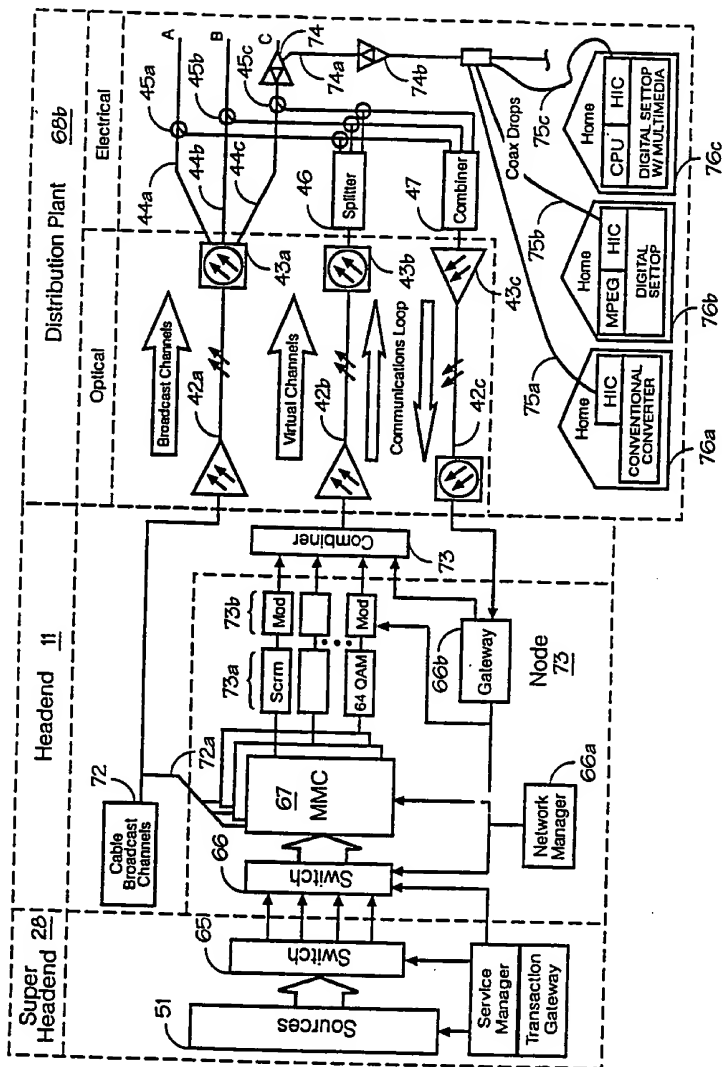 Super
Headend 28
Headend 11
Distribution Plant 68b
Optical
Electrical
51
Sources
65
Switch
Service
Manager
Transaction
Gateway
72
Cable
Broadcast
Channels
72a
66
Switch
67
MMC
73a
73b
Scrm
Mod
64 QAM
Mod
Combiner
73
66b
Gateway
Node
73
Network
Manager
66a
42a
Broadcast Channels
43a
44a
44b
44c
45a
45b
45c
A
B
C
42b
Virtual Channels
43b
46
Splitter
Communications Loop
42c
43c
47
Combiner
74
74a
74b
Coax Drops
75a
75b
75c
Home
HIC
CONVENTIONAL
CONVERTER
76a
Home
MPEG
HIC
DIGITAL
SETTOP
76b
Home
CPU
HIC
DIGITAL SETTOP
W/ MULTIMEDIA
76c